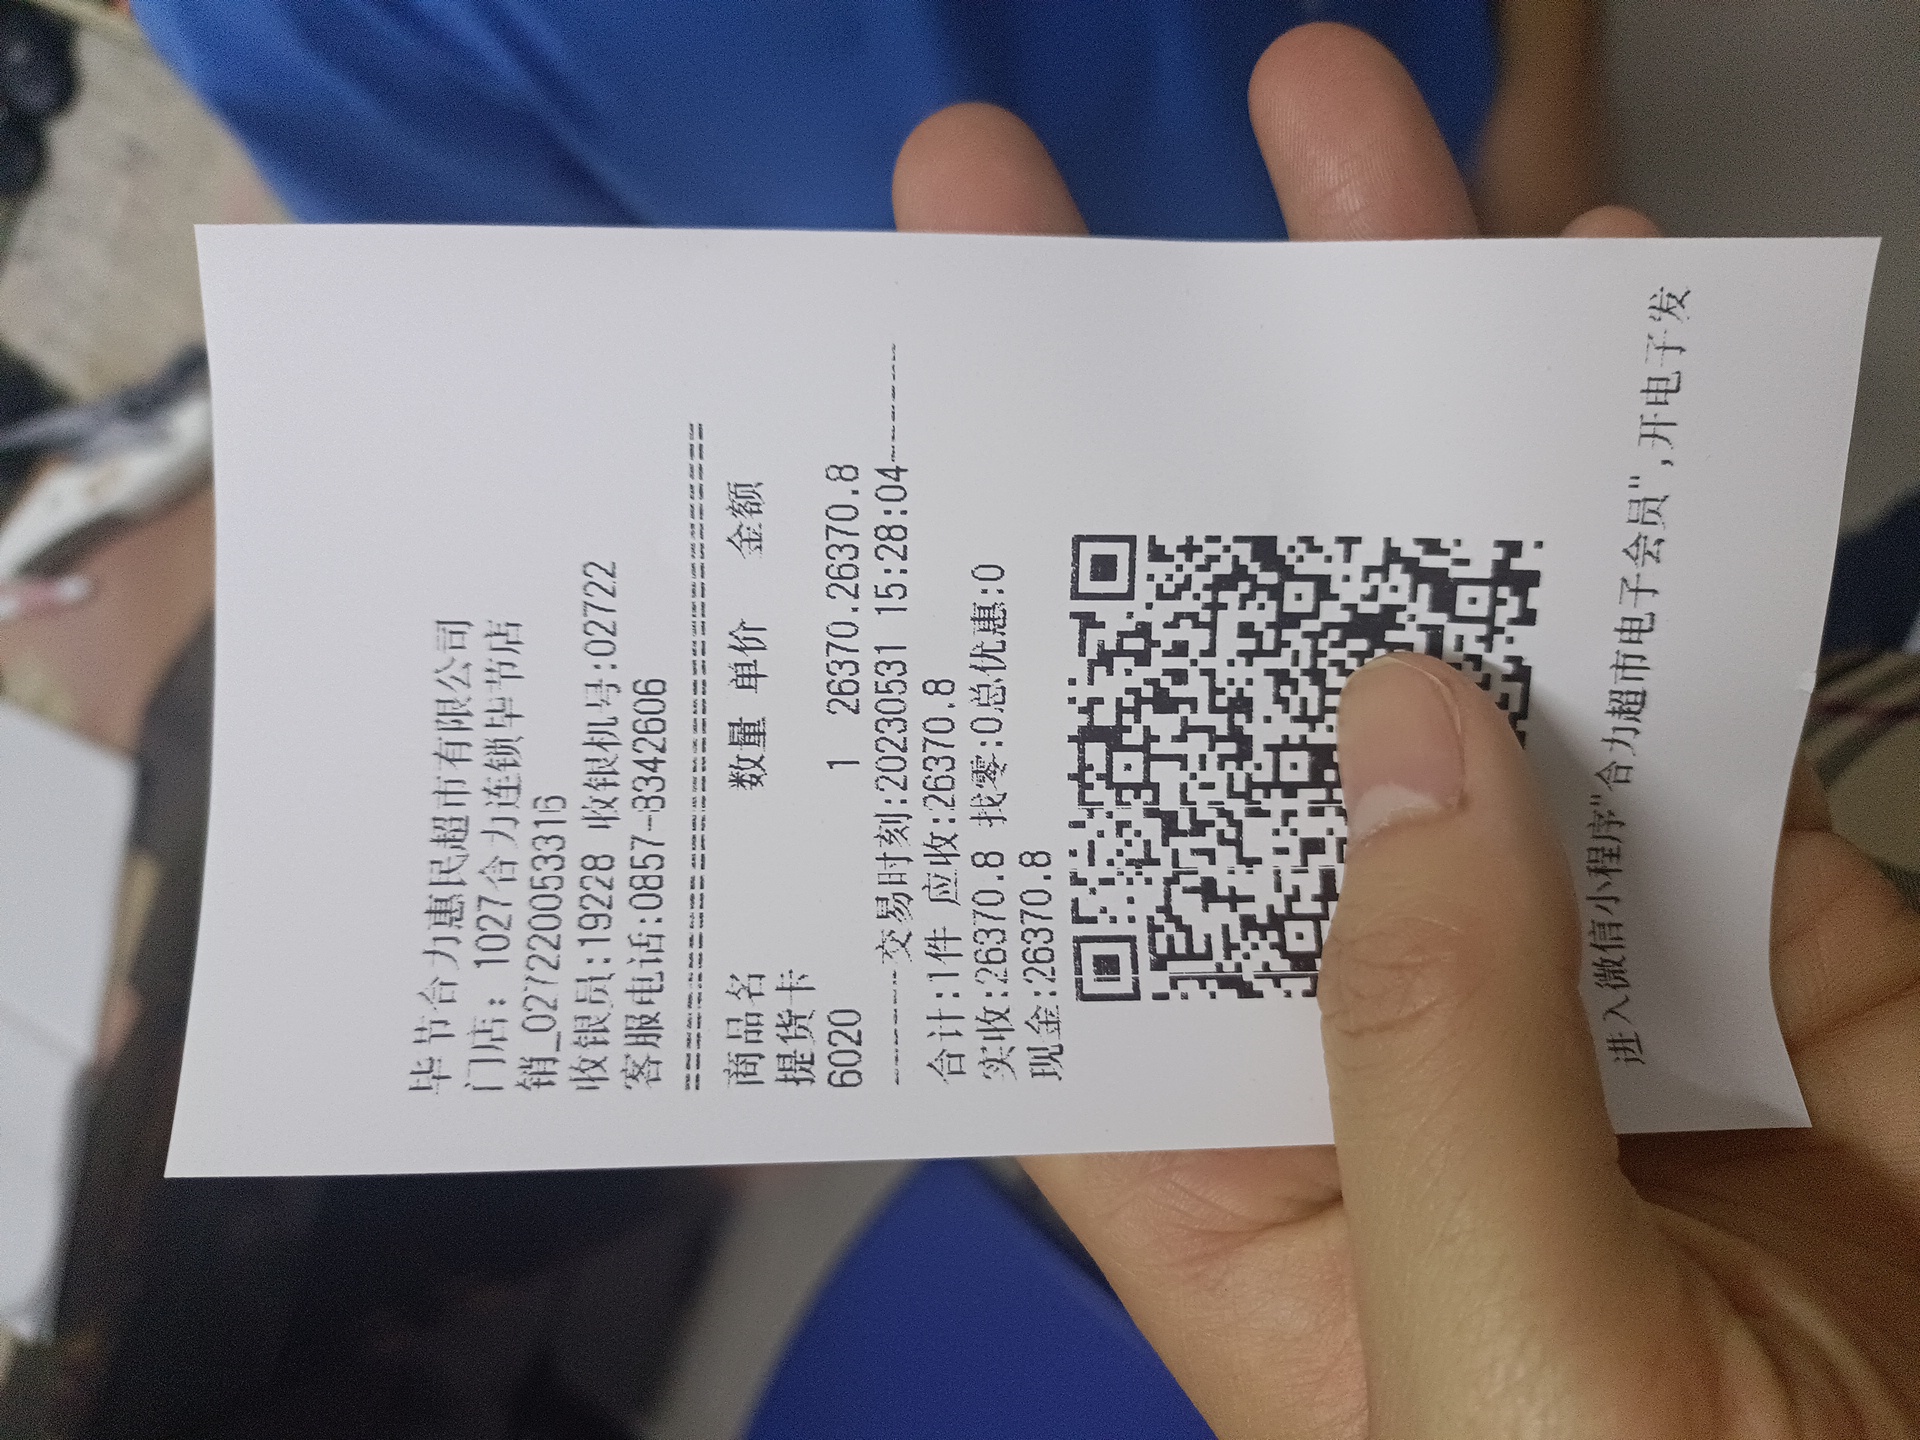 毕节合力惠民超市有限公司
门店：1027合力连锁毕节店
销_027220053316
收银员:19228 收银机号:02722
客服电话:0857-8342606
================================
商品名 数量 单价 金额
提货卡
6020 1 26370.26370.8
-------交易时刻:20230531 15:28:04-------
合计:1件 应收:26370.8
实收:26370.8 找零:0总优惠:0
现金:26370.8
进入微信小程序"合力超市电子会员",开电子发